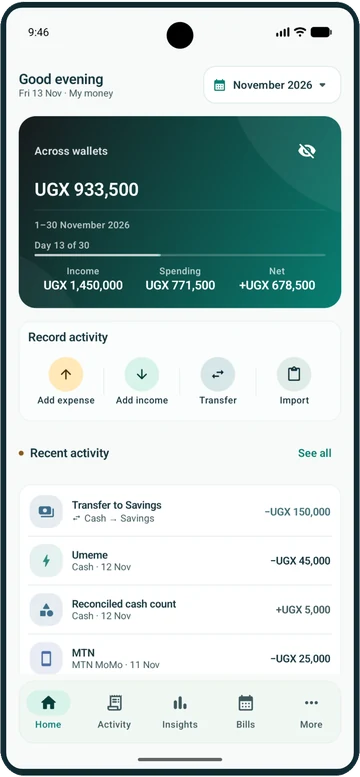 9:46
Good evening
Fri 13 Nov · My money
November 2026
Across wallets
UGX 933,500
1–30 November 2026
Day 13 of 30
Income
Spending
Net
UGX 1,450,000
UGX 771,500
+UGX 678,500
Record activity
Add expense
Add income
Transfer
Import
Recent activity
See all
Transfer to Savings
Cash → Savings
−UGX 150,000
Umeme
Cash · 12 Nov
−UGX 45,000
Reconciled cash count
Cash · 12 Nov
+UGX 5,000
MTN
MTN MoMo · 11 Nov
−UGX 25,000
Home
Activity
Insights
Bills
More